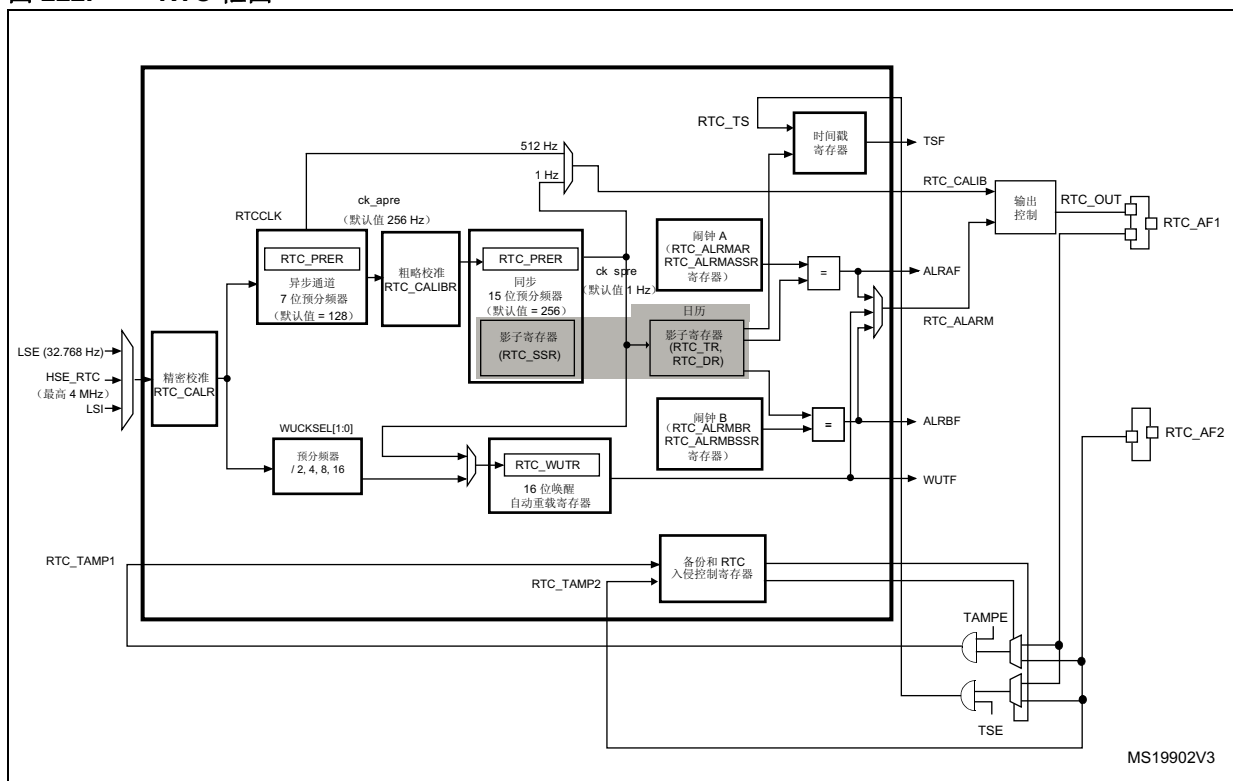 RTC_TS
时间戳
寄存器
TSF
512 Hz
1 Hz
RTC_CALIB
输出
控制
RTC_OUT
RTC_AF1
ck_apre
（默认值 256 Hz）
RTCCLK
RTC_PRER
异步通道
7 位预分频器
（默认值 = 128）
粗略校准
RTC_CALIBR
RTC_PRER
同步
15 位预分频器
（默认值 = 256）
ck_spre
（默认值 1 Hz）
闹钟 A
（RTC_ALRMAR
RTC_ALRMASSR
寄存器）
=
ALRAF
RTC_ALARM
日历
影子寄存器
(RTC_SSR)
影子寄存器
(RTC_TR,
RTC_DR)
LSE (32.768 Hz)
HSE_RTC
（最高 4 MHz）
LSI
精密校准
RTC_CALR
闹钟 B
（RTC_ALRMBR
RTC_ALRMBSSR
寄存器）
=
ALRBF
RTC_AF2
WUCKSEL[1:0]
预分频器
/ 2, 4, 8, 16
RTC_WUTR
16 位唤醒
自动重载寄存器
WUTF
RTC_TAMP1
RTC_TAMP2
备份和 RTC
入侵控制寄存器
TAMPE
TSE
MS19902V3